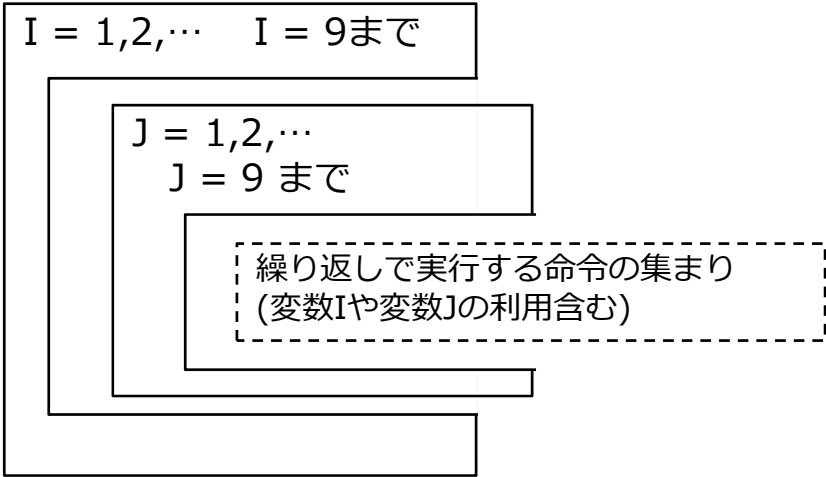 I = 1,2,… I = 9まで
J = 1,2,…
J = 9 まで
繰り返しで実行する命令の集まり
(変数Iや変数Jの利用含む)